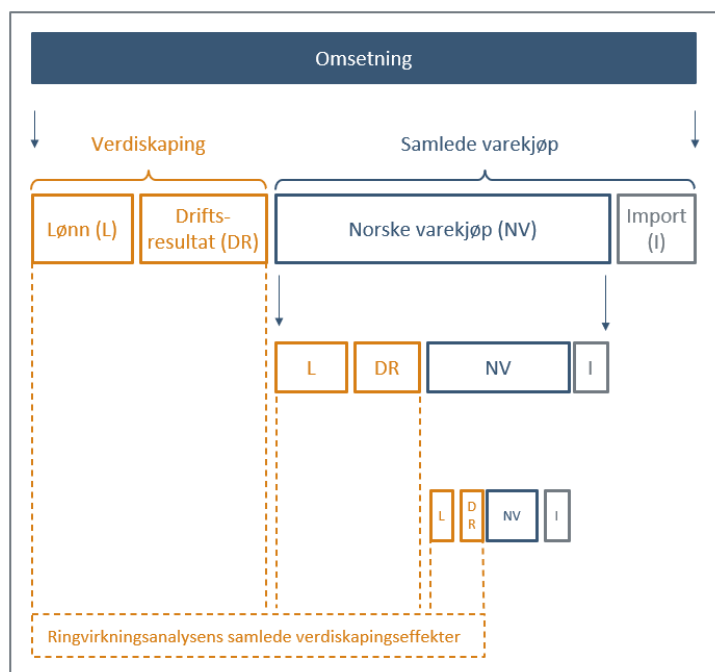 Omsetning
Verdiskaping
Samlede varekjøp
Lønn (L)
Drifts-
resultat (DR)
Norske varekjøp (NV)
Import
(I)
L
DR
NV
I
L
D
R
NV
I
Ringvirkningsanalysens samlede verdiskapingseffekter